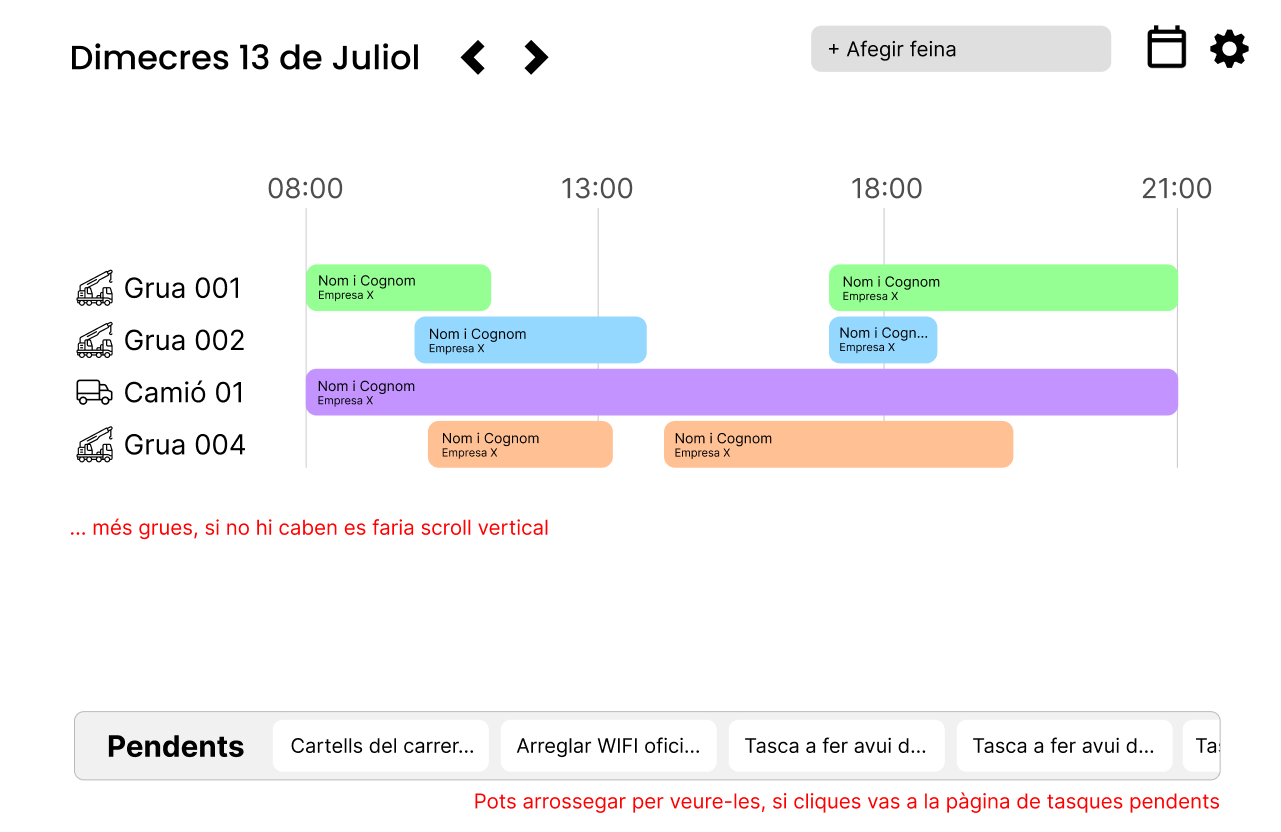 Dimecres 13 de Juliol
+ Afegir feina
08:00
13:00
18:00
21:00
Grua 001
Nom i Cognom
Empresa X
Nom i Cognom
Empresa X
Grua 002
Nom i Cognom
Empresa X
Nom i Cogn...
Empresa X
Camió 01
Nom i Cognom
Empresa X
Grua 004
Nom i Cognom
Empresa X
Nom i Cognom
Empresa X
... més grues, si no hi caben es faria scroll vertical
Pendents
Cartells del carrer...
Arreglar WIFI ofici...
Tasca a fer avui d...
Tasca a fer avui d...
Pots arrossegar per veure-les, si cliques vas a la pàgina de tasques pendents